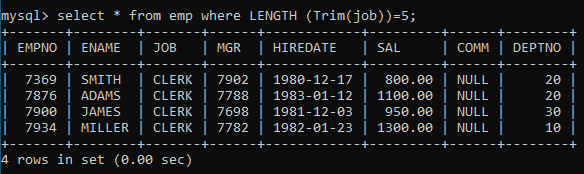 mysql> select * from emp where LENGTH (Trim(job))=5;
+-------+--------+-------+------+------------+---------+------+--------+
| EMPNO | ENAME  | JOB   | MGR  | HIREDATE   | SAL     | COMM | DEPTNO |
+-------+--------+-------+------+------------+---------+------+--------+
|  7369 | SMITH  | CLERK | 7902 | 1980-12-17 |  800.00 | NULL |     20 |
|  7876 | ADAMS  | CLERK | 7788 | 1983-01-12 | 1100.00 | NULL |     20 |
|  7900 | JAMES  | CLERK | 7698 | 1981-12-03 |  950.00 | NULL |     30 |
|  7934 | MILLER | CLERK | 7782 | 1982-01-23 | 1300.00 | NULL |     10 |
+-------+--------+-------+------+------------+---------+------+--------+
4 rows in set (0.00 sec)